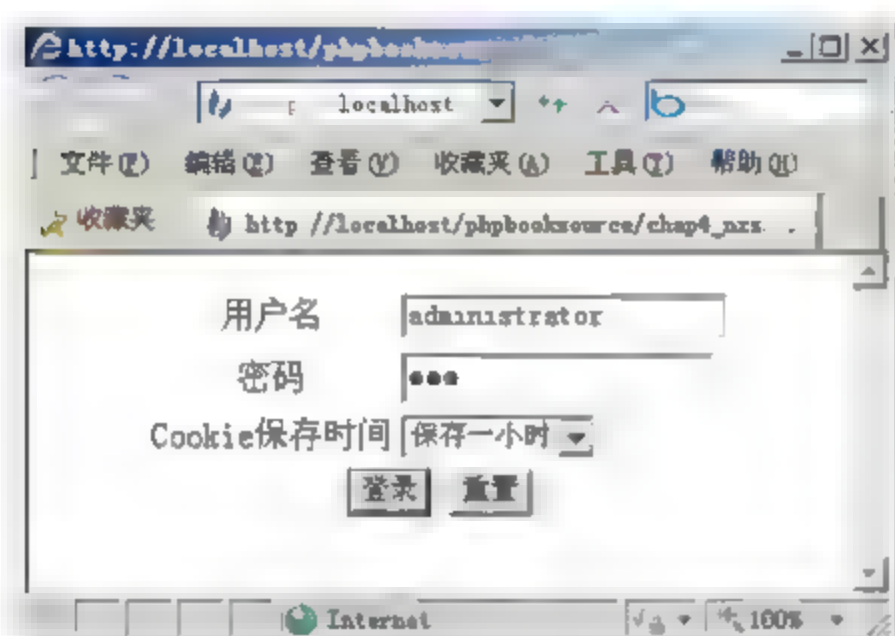 http://localhost/phpbook
localhost
文件(F) 编辑(E) 查看(V) 收藏夹(A) 工具(T) 帮助(H)
收藏夹 http //localhost/phpbooksource/chap4_
用户名 administrator
密码 ●●●
Cookie保存时间 保存一小时
登录 重置
Internet 100%